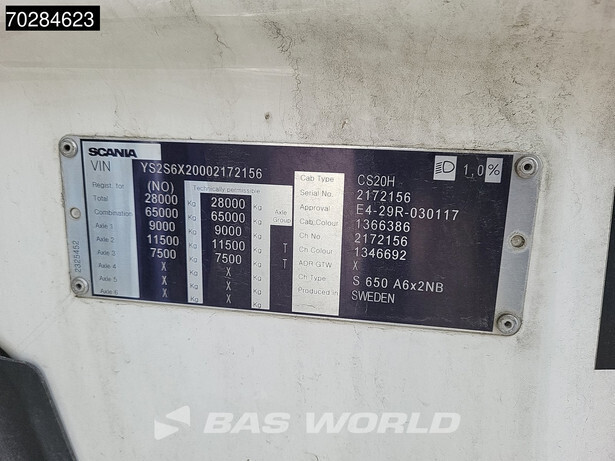 70284623
SCANIA
VIN YS2S6X20002172156
Regist. for (NO) Technically permissible
Total 28000 Kg 28000 Kg
Combined 65000 Kg 65000 Kg Axle Group
Axle 1 9000 Kg 9000 Kg
Axle 2 11500 Kg 11500 Kg T
Axle 3 7500 Kg 7500 Kg T
Axle 4 X Kg X Kg
Axle 5 X Kg X Kg
Axle 6 X Kg X Kg
Cab Type CS20H
Serial No. 2172156
Approval E4-29R-030117
Cab.Colour 1366386
Ch No 2172156
Ch Colour 1346692
ADR GTW X
Ch Type S 650 A6x2NB
Produced in SWEDEN
1,0%
2325452
BAS WORLD